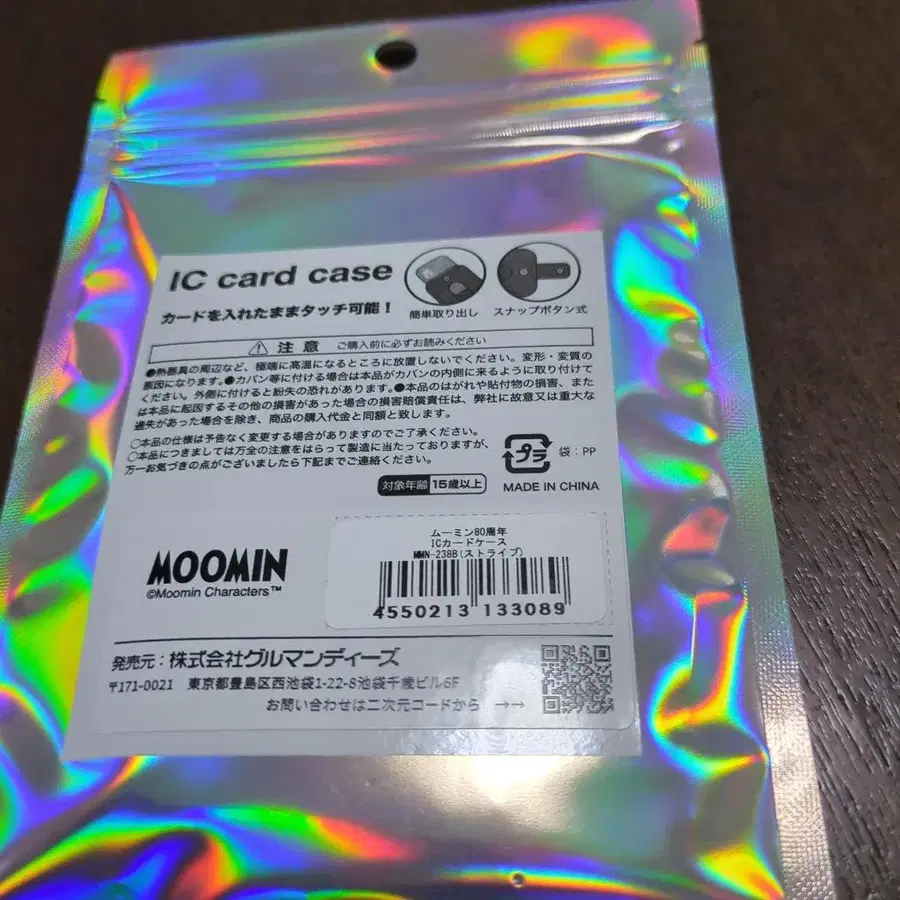 IC card case
カードを入れたままタッチ可能！
簡単取り出し
スナップボタン式
注意 ご購入前に必ずお読みください
●熱器具の周辺など、極端に高温になるところに放置しないでください。変形・変質の
原因になります。●カバン等に付ける場合は本品がカバンの内側に来るように取り付けて
ください。外側に付けると紛失の恐れがあります。●本品のはがれや貼付物の損害、また
は本品に起因するその他の損害があった場合の損害賠償責任は、弊社に故意又は重大な
過失があった場合を除き、商品の購入代金と同額と致します。
○本品の仕様は予告なく変更する場合がありますのでご了承ください。
○本品につきましては万全の注意をはらって製造に当たっておりますが、
万一お気づきの点がございましたら下記までご連絡ください。
プラ 袋：PP
対象年齢 15歳以上
MADE IN CHINA
ムーミン80周年
ICカードケース
MMN-238B(ストライプ)
4550213 133089
MOOMIN
©Moomin Characters™
発売元：株式会社グルマンディーズ
〒171-0021 東京都豊島区西池袋1-22-8池袋千歳ビル6F
お問い合わせは二次元コードから →→